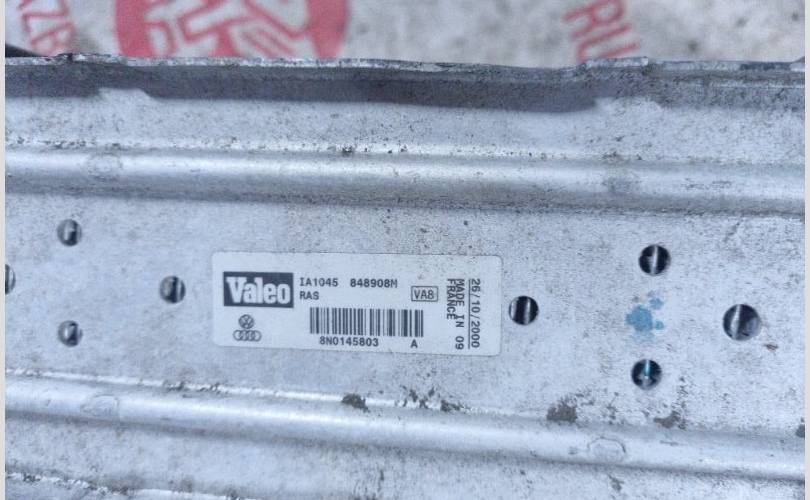 Valeo
IA1045 848908M
RAS
VA8
8N0145803 A
26/10/2000
MADE IN 09
FRANCE